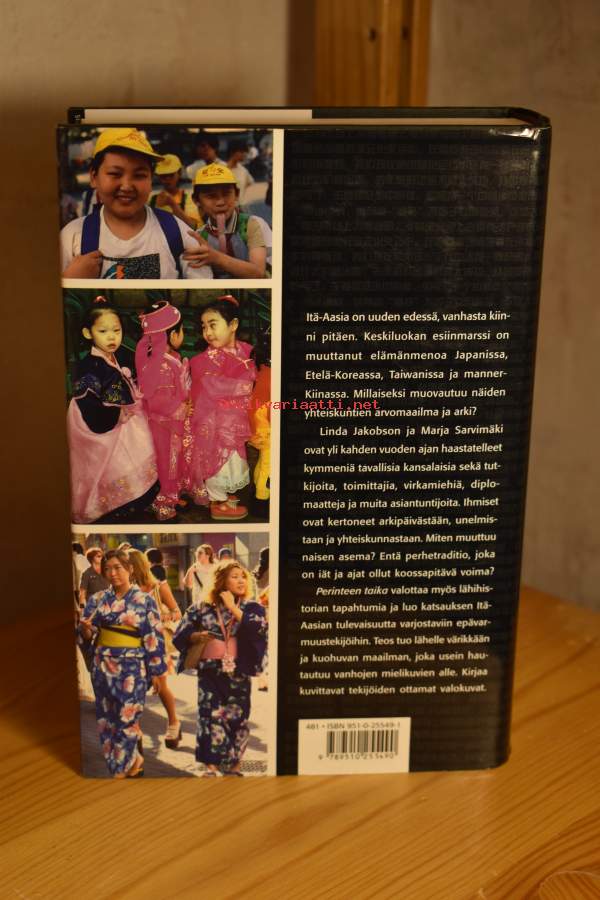 Itä-Aasia on uuden edessä, vanhasta kiin-
ni pitäen. Keskiluokan esiinmarssi on
muuttanut elämänmenoa Japanissa,
Etelä-Koreassa, Taiwanissa ja manner-
Kiinassa. Millaiseksi muovautuu näiden
yhteiskuntien arvomaailma ja arki?
Linda Jakobson ja Marja Sarvimäki
ovat yli kahden vuoden ajan haastatelleet
kymmeniä tavallisia kansalaisia sekä tut-
kijoita, toimittajia, virkamiehiä, diplo-
maatteja ja muita asiantuntijoita. Ihmiset
ovat kertoneet arkipäivästään, unelmis-
taan ja yhteiskunnastaan. Miten muuttuu
naisen asema? Entä perhetraditio, joka
on iät ja ajat ollut koossapitävä voima?
Perinteen taika valottaa myös lähihis-
torian tapahtumia ja luo katsauksen Itä-
Aasian tulevaisuutta varjostaviin epävar-
muustekijöihin. Teos tuo lähelle värikkään
ja kuohuvan maailman, joka usein hau-
tautuu vanhojen mielikuvien alle. Kirjaa
kuvittavat tekijöiden ottamat valokuvat.
481 • ISBN 951-0-25549-1
9 789510 255490